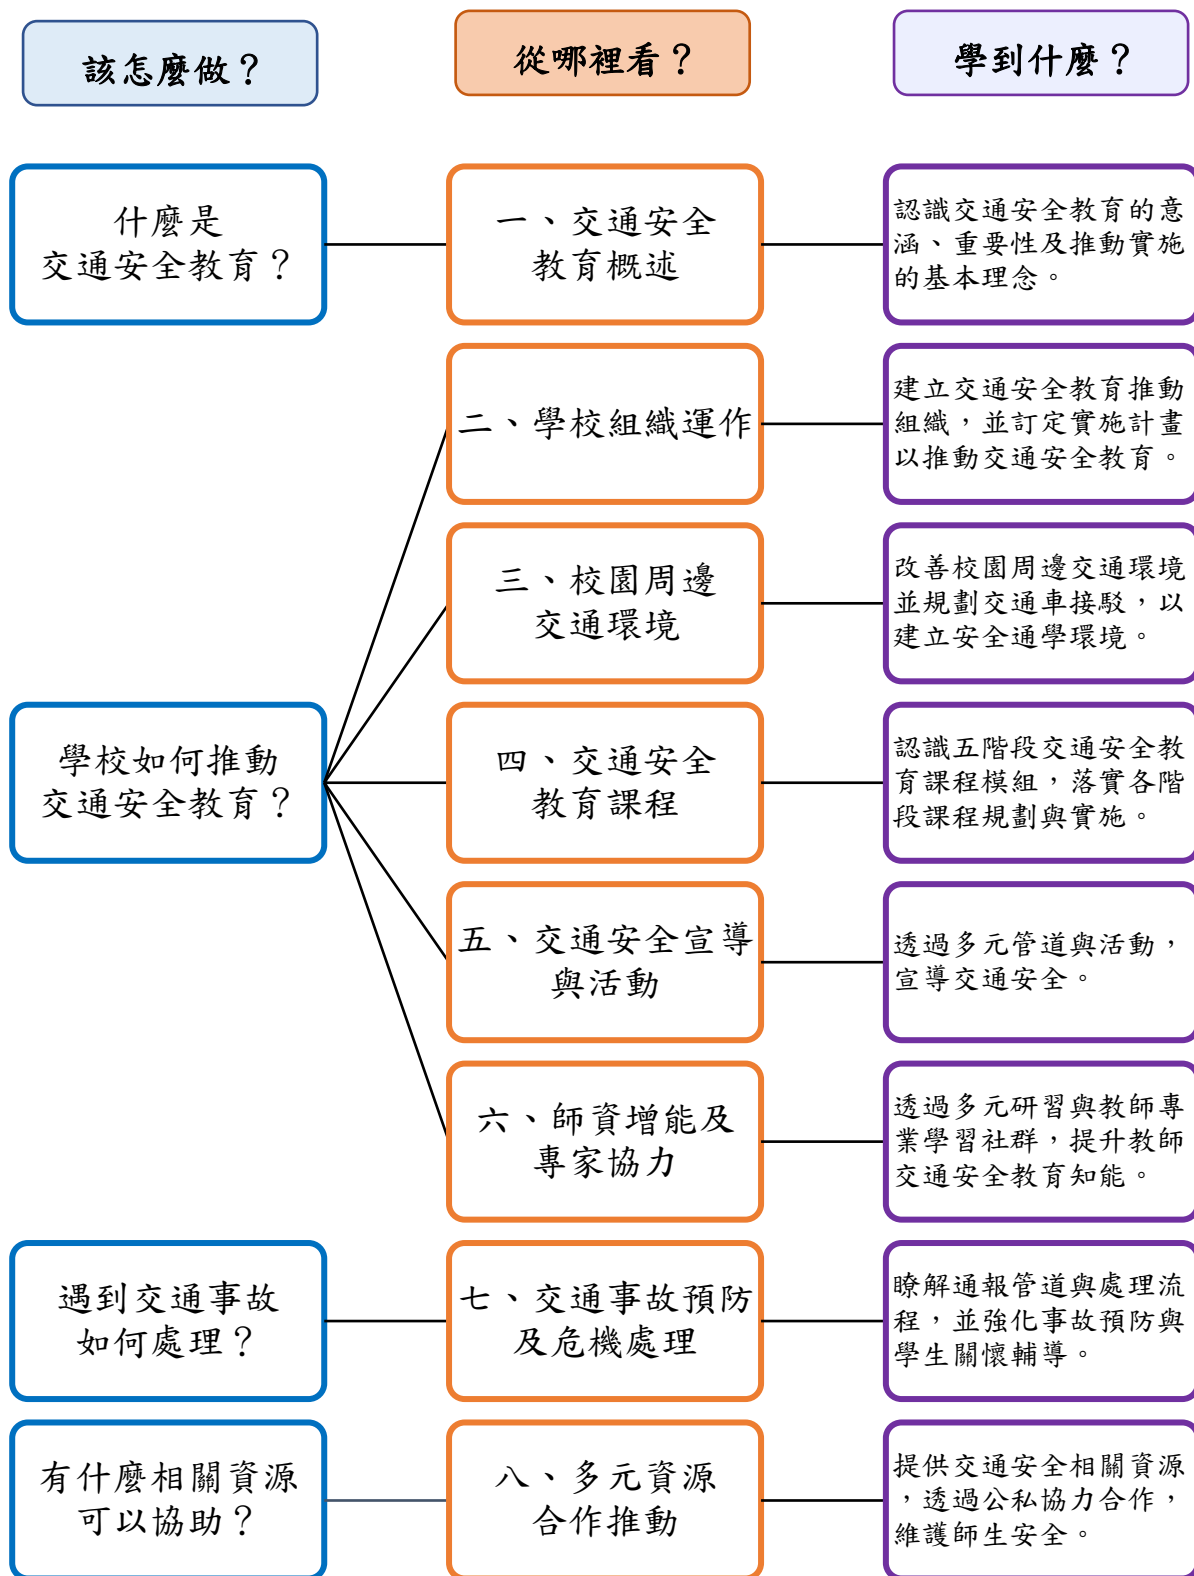 該怎麼做？
從哪裡看？
學到什麼？
什麼是
交通安全教育？
一、交通安全
教育概述
認識交通安全教育的意
涵、重要性及推動實施
的基本理念。
學校如何推動
交通安全教育？
二、學校組織運作
建立交通安全教育推動
組織，並訂定實施計畫
以推動交通安全教育。
三、校園周邊
交通環境
改善校園周邊交通環境
並規劃交通車接駁，以
建立安全通學環境。
四、交通安全
教育課程
認識五階段交通安全教
育課程模組，落實各階
段課程規劃與實施。
五、交通安全宣導
與活動
透過多元管道與活動，
宣導交通安全。
六、師資增能及
專家協力
透過多元研習與教師專
業學習社群，提升教師
交通安全教育知能。
遇到交通事故
如何處理？
七、交通事故預防
及危機處理
瞭解通報管道與處理流
程，並強化事故預防與
學生關懷輔導。
有什麼相關資源
可以協助？
八、多元資源
合作推動
提供交通安全相關資源
，透過公私協力合作，
維護師生安全。